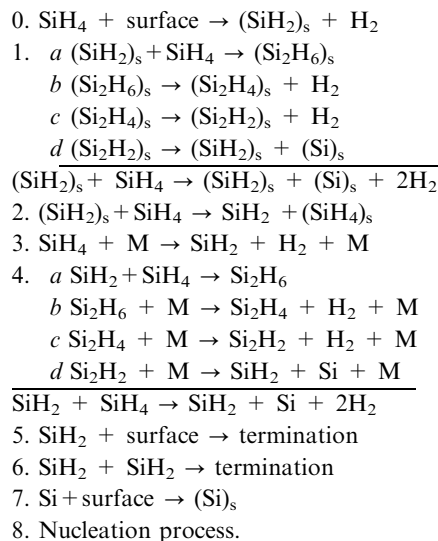 0. SiH₄ + surface → (SiH₂)ₛ + H₂
1. a (SiH₂)ₛ+SiH₄ → (Si₂H₆)ₛ
b (Si₂H₆)ₛ → (Si₂H₄)ₛ + H₂
c (Si₂H₄)ₛ → (Si₂H₂)ₛ + H₂
d (Si₂H₂)ₛ → (SiH₂)ₛ + (Si)ₛ
(SiH₂)ₛ+ SiH₄ → (SiH₂)ₛ + (Si)ₛ + 2H₂
2. (SiH₂)ₛ+SiH₄ → SiH₂ +(SiH₄)ₛ
3. SiH₄ + M → SiH₂ + H₂ + M
4. a SiH₂+SiH₄ → Si₂H₆
b Si₂H₆ + M → Si₂H₄ + H₂ + M
c Si₂H₄ + M → Si₂H₂ + H₂ + M
d Si₂H₂ + M → SiH₂ + Si + M
SiH₂ + SiH₄ → SiH₂ + Si + 2H₂
5. SiH₂ + surface → termination
6. SiH₂ + SiH₂ → termination
7. Si+surface → (Si)ₛ
8. Nucleation process.